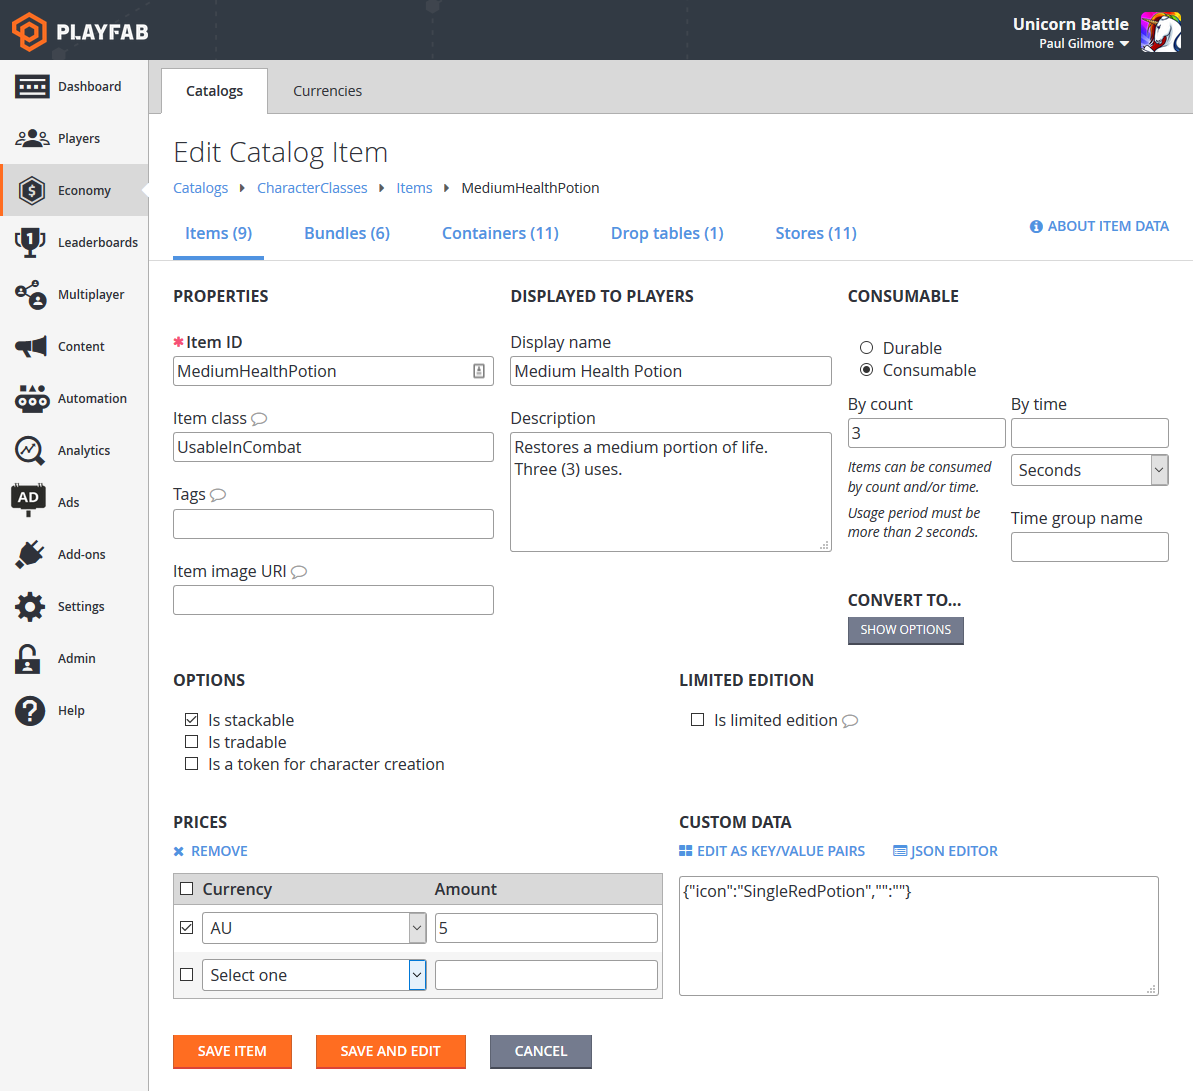 PLAYFAB
Unicorn Battle
Paul Gilmore
Dashboard
Players
Economy
Leaderboards
Multiplayer
Content
Automation
Analytics
AD
Ads
Add-ons
Settings
Admin
Help
Catalogs
Currencies
Edit Catalog Item
Catalogs CharacterClasses Items MediumHealthPotion
Items (9) Bundles (6) Containers (11) Drop tables (1) Stores (11)
ABOUT ITEM DATA
PROPERTIES
*Item ID
MediumHealthPotion
Item class
UsableInCombat
Tags
Item image URI
DISPLAYED TO PLAYERS
Display name
Medium Health Potion
Description
Restores a medium portion of life.
Three (3) uses.
CONSUMABLE
Durable
Consumable
By count
3
Items can be consumed
by count and/or time.
Usage period must be
more than 2 seconds.
By time
Seconds
Time group name
CONVERT TO...
SHOW OPTIONS
OPTIONS
Is stackable
Is tradable
Is a token for character creation
LIMITED EDITION
Is limited edition
PRICES
REMOVE
Currency Amount
AU 5
Select one
CUSTOM DATA
EDIT AS KEY/VALUE PAIRS JSON EDITOR
{"icon":"SingleRedPotion","":""}
SAVE ITEM SAVE AND EDIT CANCEL